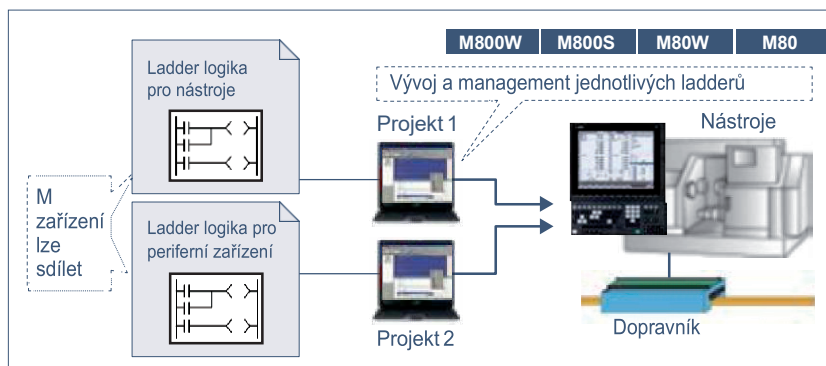 M800W M800S M80W M80
Ladder logika
pro nástroje
Vývoj a management jednotlivých ladderů
Projekt 1
Nástroje
M
zařízení
lze
sdílet
Ladder logika pro
periferní zařízení
Projekt 2
Dopravník